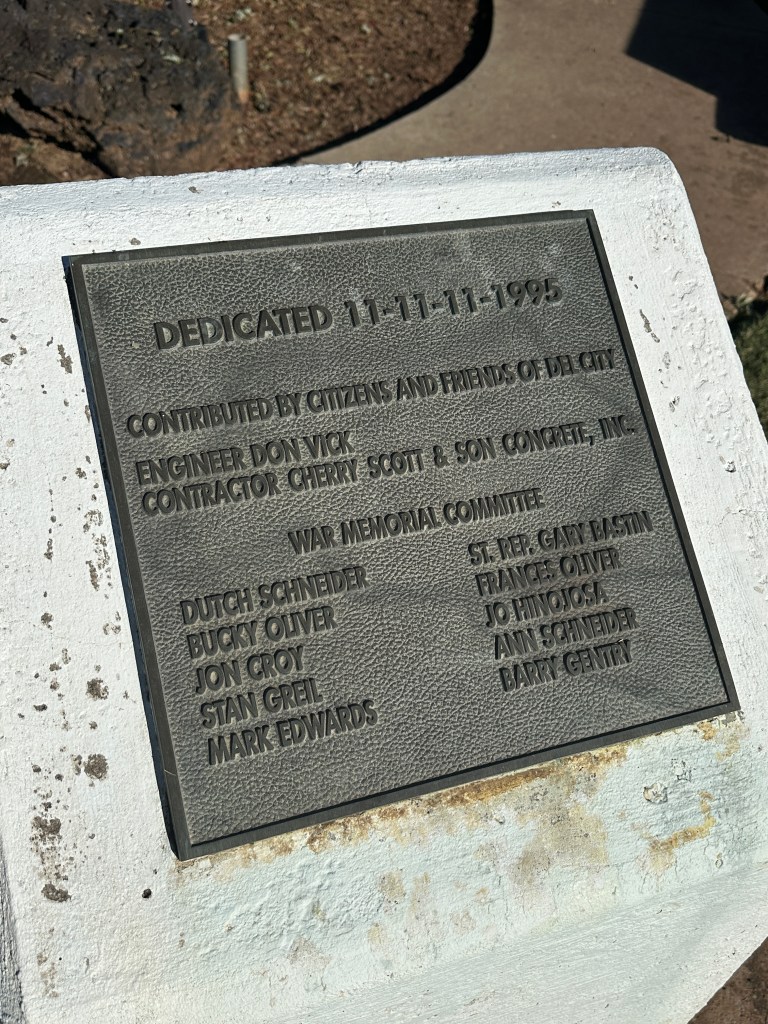 DEDICATED 11-11-11-1995
CONTRIBUTED BY CITIZENS AND FRIENDS OF DEL CITY
ENGINEER DON VICK
CONTRACTOR CHERRY SCOTT & SON CONCRETE, INC.
WAR MEMORIAL COMMITTEE
DUTCH SCHNEIDER
BUCKY OLIVER
JON CROY
STAN GREIL
MARK EDWARDS
ST. REP. GARY BASTIN
FRANCES OLIVER
JO HINOJOSA
ANN SCHNEIDER
BARRY GENTRY